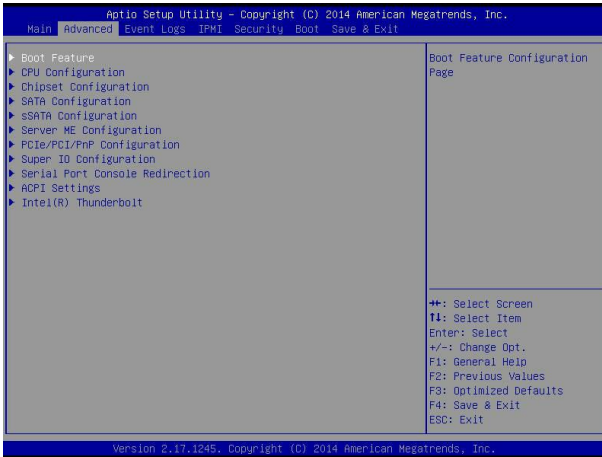 Aptio Setup Utility – Copyright (C) 2014 American Megatrends, Inc.
Main Advanced Event Logs IPMI Security Boot Save & Exit
Boot Feature
CPU Configuration
Chipset Configuration
SATA Configuration
sSATA Configuration
Server ME Configuration
PCIe/PCI/PnP Configuration
Super IO Configuration
Serial Port Console Redirection
ACPI Settings
Intel(R) Thunderbolt
Boot Feature Configuration
Page
→←: Select Screen
↑↓: Select Item
Enter: Select
+/-: Change Opt.
F1: General Help
F2: Previous Values
F3: Optimized Defaults
F4: Save & Exit
ESC: Exit
Version 2.17.1245. Copyright (C) 2014 American Megatrends, Inc.